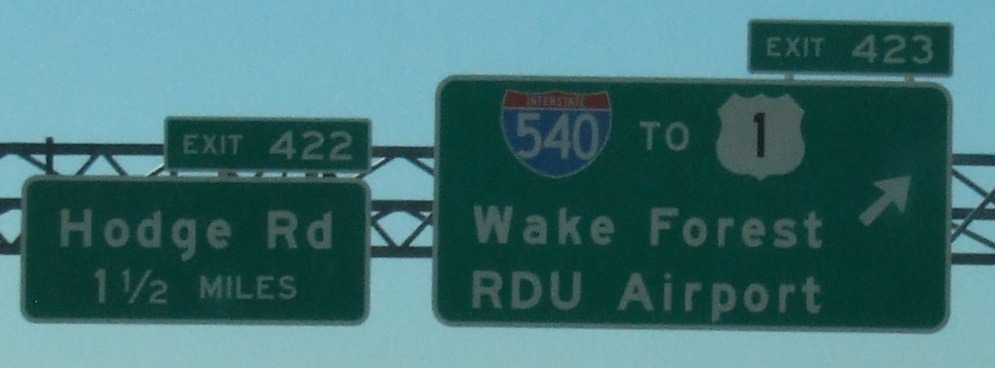 EXIT 422
Hodge Rd
1 ½ MILES
EXIT 423
INTERSTATE
540 TO 1
Wake Forest
RDU Airport